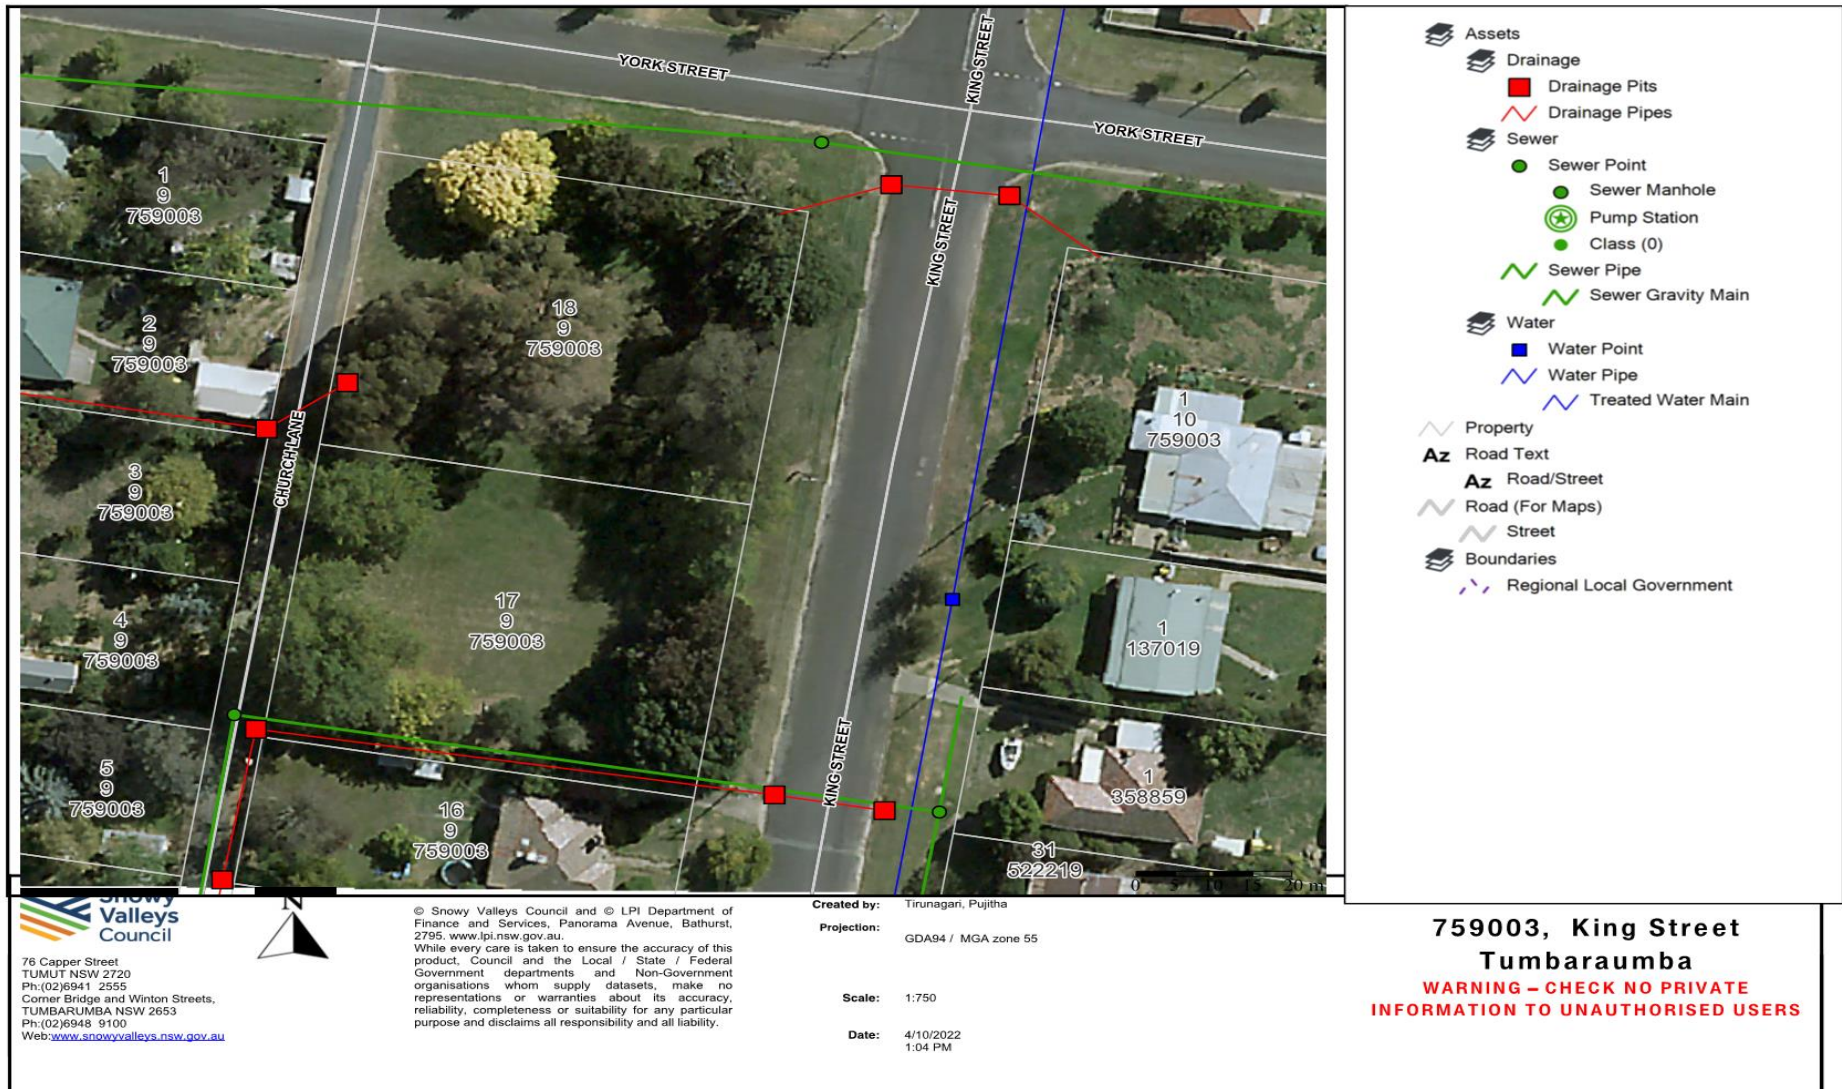 YORK STREET
KING STREET
YORK STREET
KING STREET
1
9
759003
2
9
759003
18
9
759003
1
10
759003
CHURCH LANE
3
9
759003
17
9
759003
4
9
759003
1
137019
KING STREET
5
9
759003
16
9
759003
1
358859
31
522219
0 5 10 15 20 m
Assets
Drainage
Drainage Pits
Drainage Pipes
Sewer
Sewer Point
Sewer Manhole
Pump Station
Class (0)
Sewer Pipe
Sewer Gravity Main
Water
Water Point
Water Pipe
Treated Water Main
Property
Az Road Text
Az Road/Street
Road (For Maps)
Street
Boundaries
Regional Local Government
Snowy
Valleys
Council
76 Capper Street
TUMUT NSW 2720
Ph:(02)6941 2555
Corner Bridge and Winton Streets,
TUMBARUMBA NSW 2653
Ph:(02)6948 9100
Web:www.snowyvalleys.nsw.gov.au
N
© Snowy Valleys Council and © LPI Department of
Finance and Services, Panorama Avenue, Bathurst,
2795. www.lpi.nsw.gov.au.
While every care is taken to ensure the accuracy of this
product, Council and the Local / State / Federal
Government departments and Non-Government
organisations whom supply datasets, make no
representations or warranties about its accuracy,
reliability, completeness or suitability for any particular
purpose and disclaims all responsibility and all liability.
Created by: Tirunagari, Pujitha
Projection:
GDA94 / MGA zone 55
Scale: 1:750
Date: 4/10/2022
1:04 PM
759003, King Street
Tumbaraumba
WARNING – CHECK NO PRIVATE
INFORMATION TO UNAUTHORISED USERS